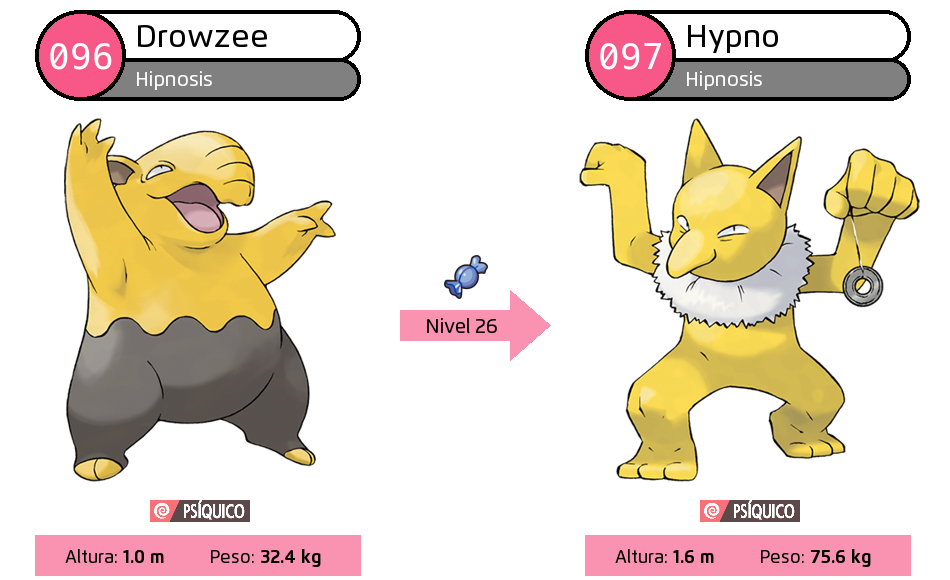 096
Drowzee
Hipnosis
097
Hypno
Hipnosis
Nivel 26
PSÍQUICO
PSÍQUICO
Altura: 1.0 m Peso: 32.4 kg
Altura: 1.6 m Peso: 75.6 kg